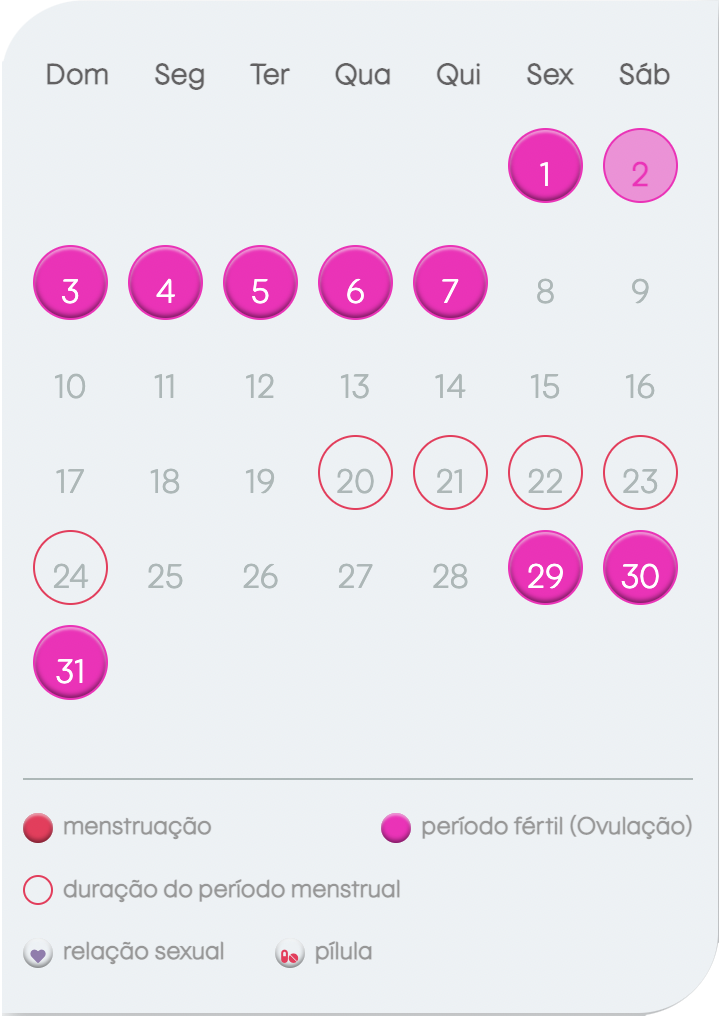 Dom Seg Ter Qua Qui Sex Sáb
1 2
3 4 5 6 7 8 9
10 11 12 13 14 15 16
17 18 19 20 21 22 23
24 25 26 27 28 29 30
31
menstruação período fértil (Ovulação)
duração do período menstrual
relação sexual pílula